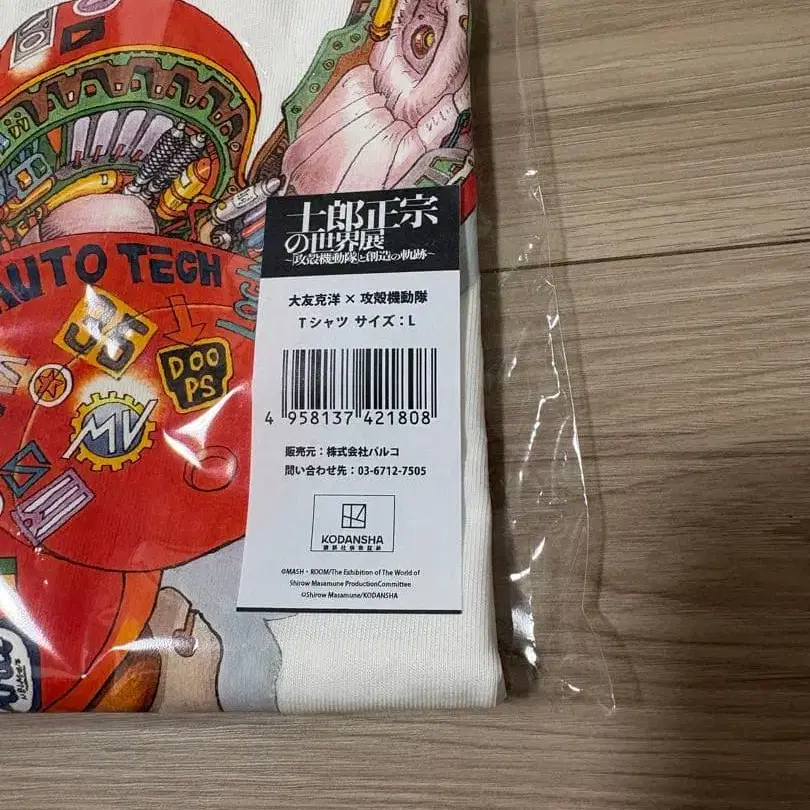 AUTO TECH
35
DOO
PS
MV
士郎正宗
の世界展
~「攻殻機動隊」と創造の軌跡~
大友克洋 × 攻殻機動隊
Tシャツ サイズ：L
4 958137 421808
販売元：株式会社パルコ
問い合わせ先：03-6712-7505
KODANSHA
©MASH・ROOM/The Exhibition of The World of
Shirow Masamune ProductionCommittee
©Shirow Masamune/KODANSHA